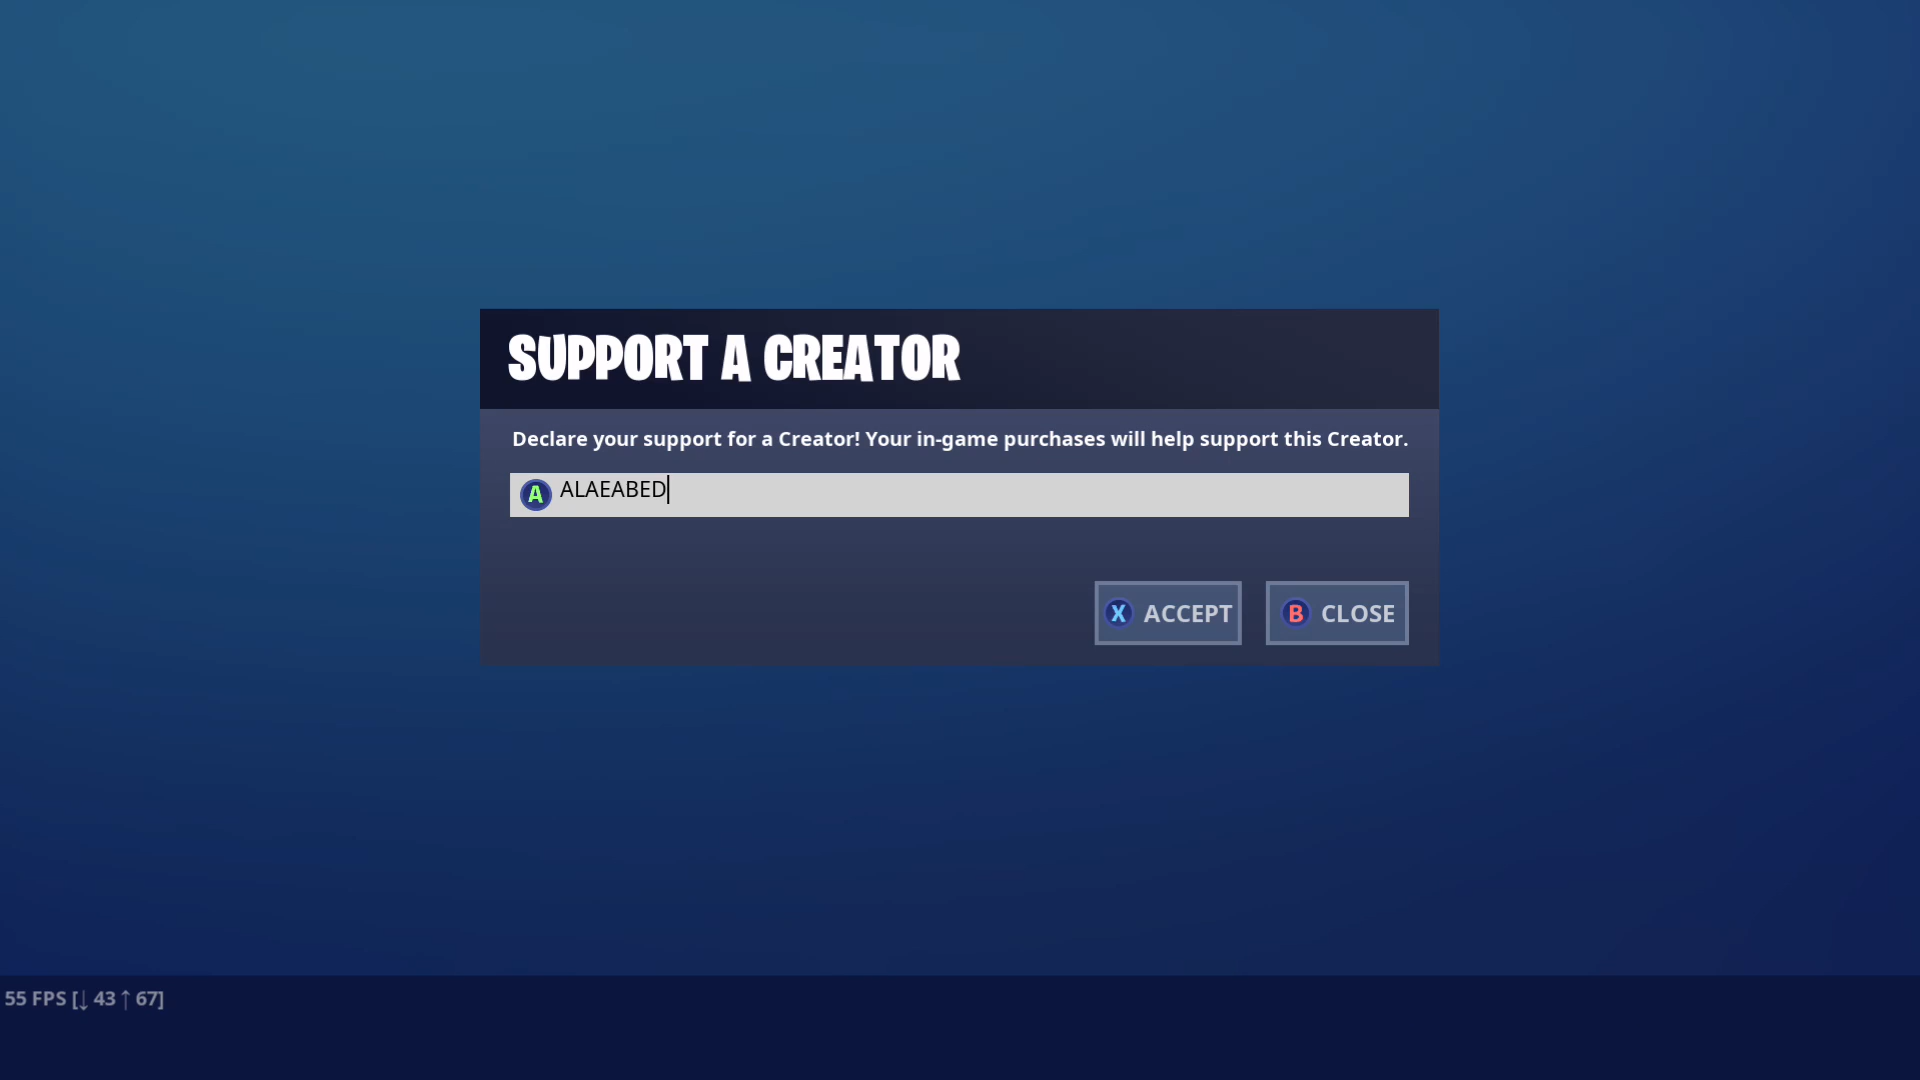 SUPPORT A CREATOR
Declare your support for a Creator! Your in-game purchases will help support this Creator.
A ALAEABED
X ACCEPT B CLOSE
55 FPS [↓ 43 ↑ 67]